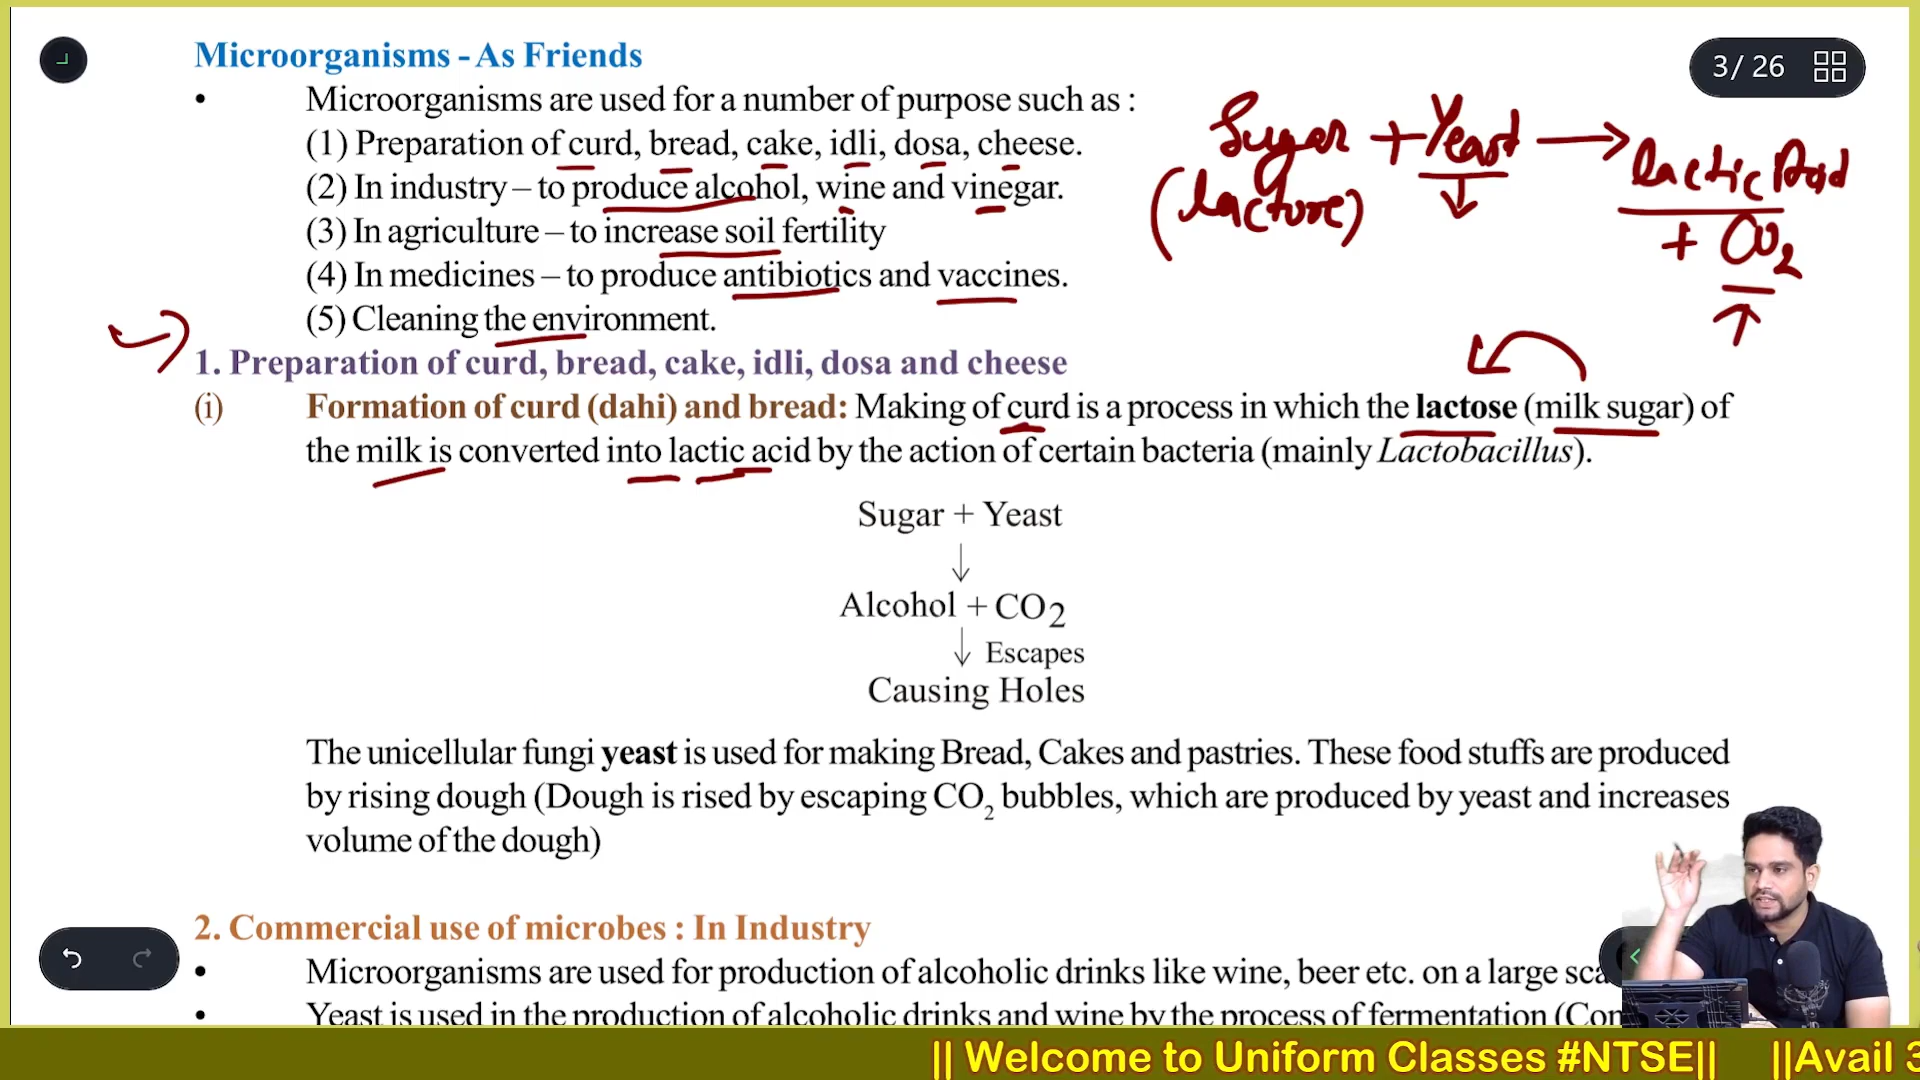 Microorganisms - As Friends
3/ 26
• Microorganisms are used for a number of purpose such as :
(1) Preparation of curd, bread, cake, idli, dosa, cheese.
(2) In industry – to produce alcohol, wine and vinegar.
(3) In agriculture – to increase soil fertility
(4) In medicines – to produce antibiotics and vaccines.
(5) Cleaning the environment.
Sugar + Yeast → Lactic Acid
(lactose)
+ CO2
1. Preparation of curd, bread, cake, idli, dosa and cheese
(i) Formation of curd (dahi) and bread: Making of curd is a process in which the lactose (milk sugar) of
the milk is converted into lactic acid by the action of certain bacteria (mainly Lactobacillus).
Sugar + Yeast
↓
Alcohol + CO2
↓ Escapes
Causing Holes
The unicellular fungi yeast is used for making Bread, Cakes and pastries. These food stuffs are produced
by rising dough (Dough is rised by escaping CO2 bubbles, which are produced by yeast and increases
volume of the dough)
2. Commercial use of microbes : In Industry
• Microorganisms are used for production of alcoholic drinks like wine, beer etc. on a large sca
• Yeast is used in the production of alcoholic drinks and wine by the process of fermentation (Con
|| Welcome to Uniform Classes #NTSE|| ||Avail 3